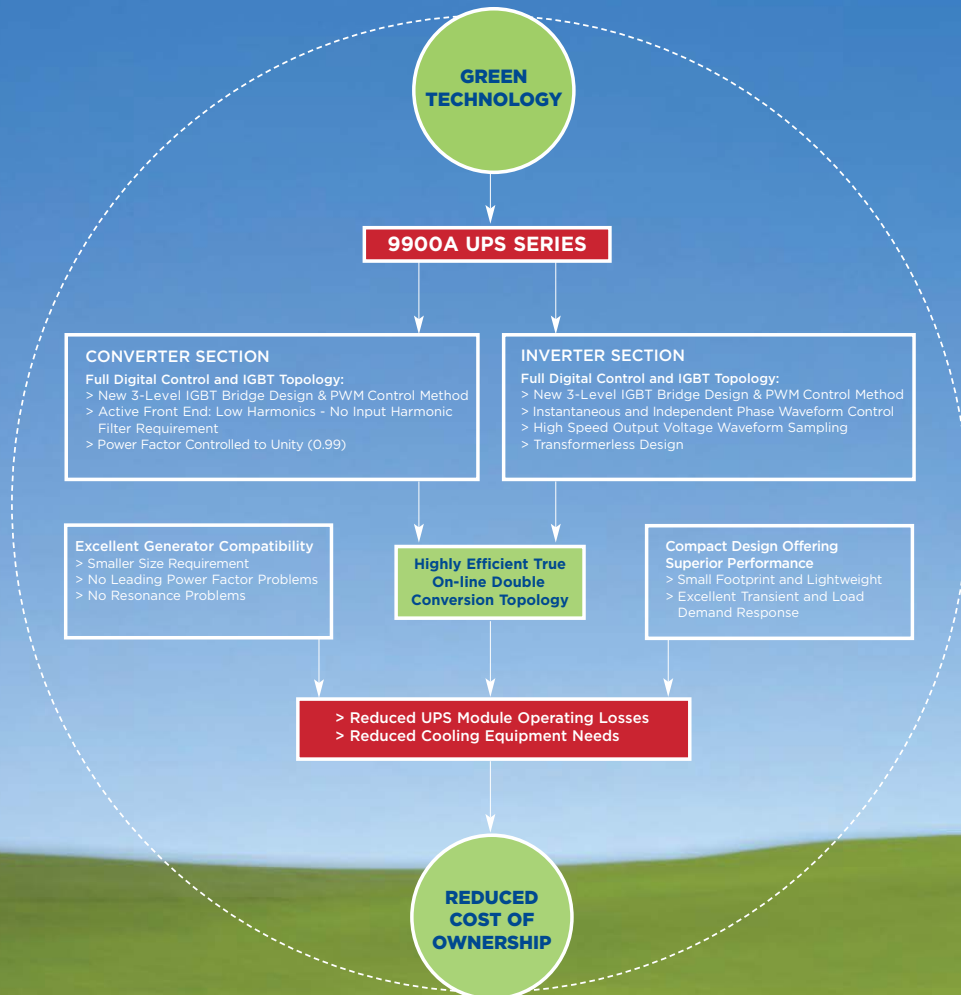 GREEN
TECHNOLOGY
9900A UPS SERIES
CONVERTER SECTION
Full Digital Control and IGBT Topology:
> New 3-Level IGBT Bridge Design & PWM Control Method
> Active Front End: Low Harmonics - No Input Harmonic
Filter Requirement
> Power Factor Controlled to Unity (0.99)
INVERTER SECTION
Full Digital Control and IGBT Topology:
> New 3-Level IGBT Bridge Design & PWM Control Method
> Instantaneous and Independent Phase Waveform Control
> High Speed Output Voltage Waveform Sampling
> Transformerless Design
Excellent Generator Compatibility
> Smaller Size Requirement
> No Leading Power Factor Problems
> No Resonance Problems
Highly Efficient True
On-line Double
Conversion Topology
Compact Design Offering
Superior Performance
> Small Footprint and Lightweight
> Excellent Transient and Load
Demand Response
> Reduced UPS Module Operating Losses
> Reduced Cooling Equipment Needs
REDUCED
COST OF
OWNERSHIP